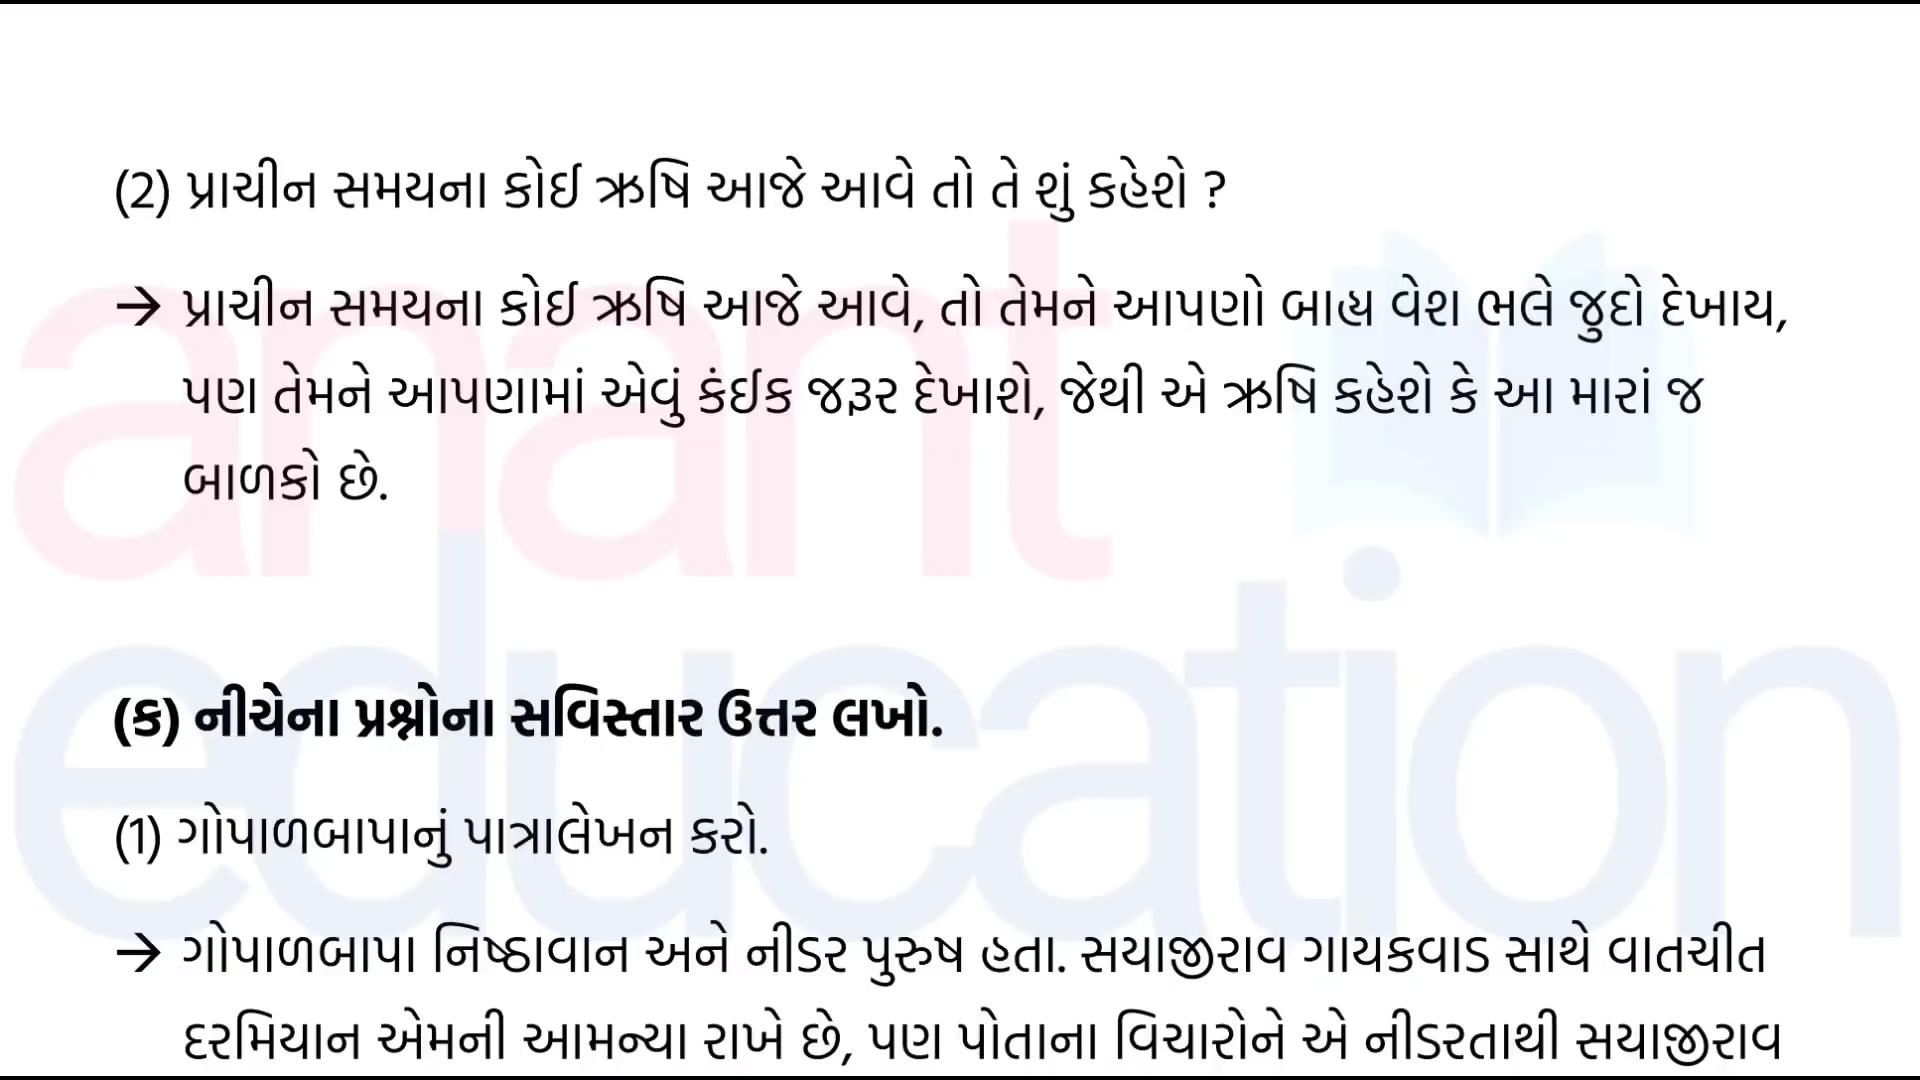 (2) પ્રાચીન સમયના કોઈ ઋષિ આજે આવે તો તે શું કહેશે ?
→ પ્રાચીન સમયના કોઈ ઋષિ આજે આવે, તો તેમને આપણો બાહ્ય વેશ ભલે જુદો દેખાય,
પણ તેમને આપણામાં એવું કંઈક જરૂર દેખાશે, જેથી એ ઋષિ કહેશે કે આ મારાં જ
બાળકો છે.
anant
education
(ક) નીચેના પ્રશ્નોના સવિસ્તાર ઉત્તર લખો.
(1) ગોપાળબાપાનું પાત્રાલેખન કરો.
→ ગોપાળબાપા નિષ્ઠાવાન અને નીડર પુરુષ હતા. સયાજીરાવ ગાયકવાડ સાથે વાતચીત
દરમિયાન એમની આમન્યા રાખે છે, પણ પોતાના વિચારોને એ નીડરતાથી સયાજીરાવ